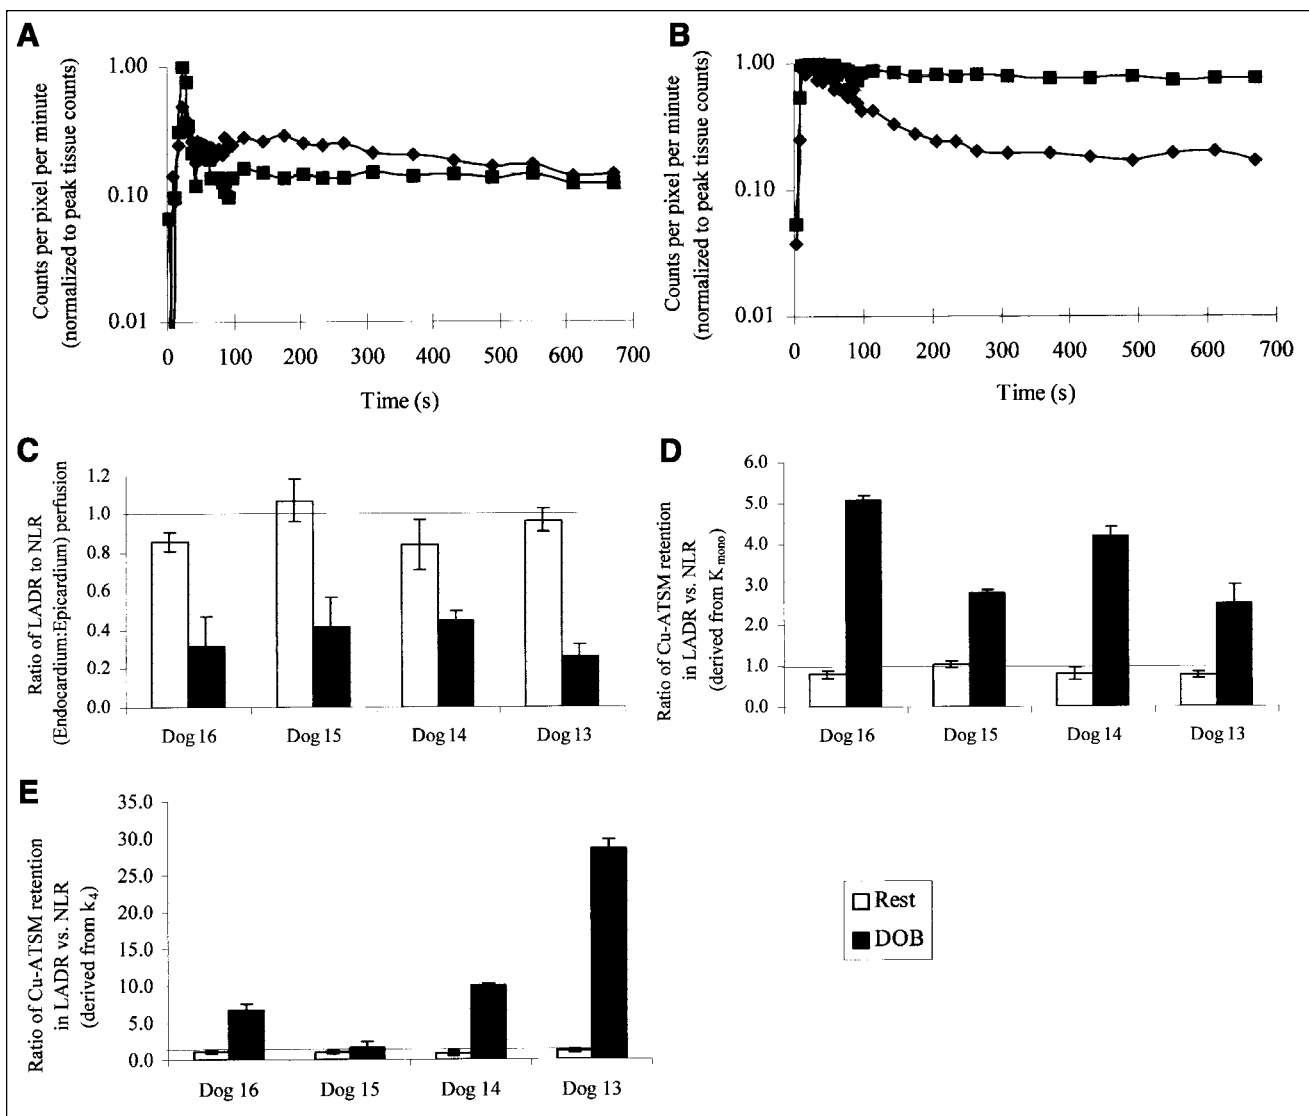 A
Counts per pixel per minute
(normalized to peak tissue counts)
1.00
0.10
0.01
0 100 200 300 400 500 600 700
Time (s)
B
Counts per pixel per minute
(normalized to peak tissue counts)
1.00
0.10
0.01
0 100 200 300 400 500 600 700
Time (s)
C
Ratio of LADR to NLR
(Endocardium:Epicardium) perfusion
1.2
1.0
0.8
0.6
0.4
0.2
0.0
Dog 16 Dog 15 Dog 14 Dog 13
D
Ratio of Cu-ATSM retention
in LADR vs. NLR
(derived from Kmono)
6.0
5.0
4.0
3.0
2.0
1.0
0.0
Dog 16 Dog 15 Dog 14 Dog 13
E
Ratio of Cu-ATSM retention
in LADR vs. NLR
(derived from k4)
35.0
30.0
25.0
20.0
15.0
10.0
5.0
0.0
Dog 16 Dog 15 Dog 14 Dog 13
Rest
DOB